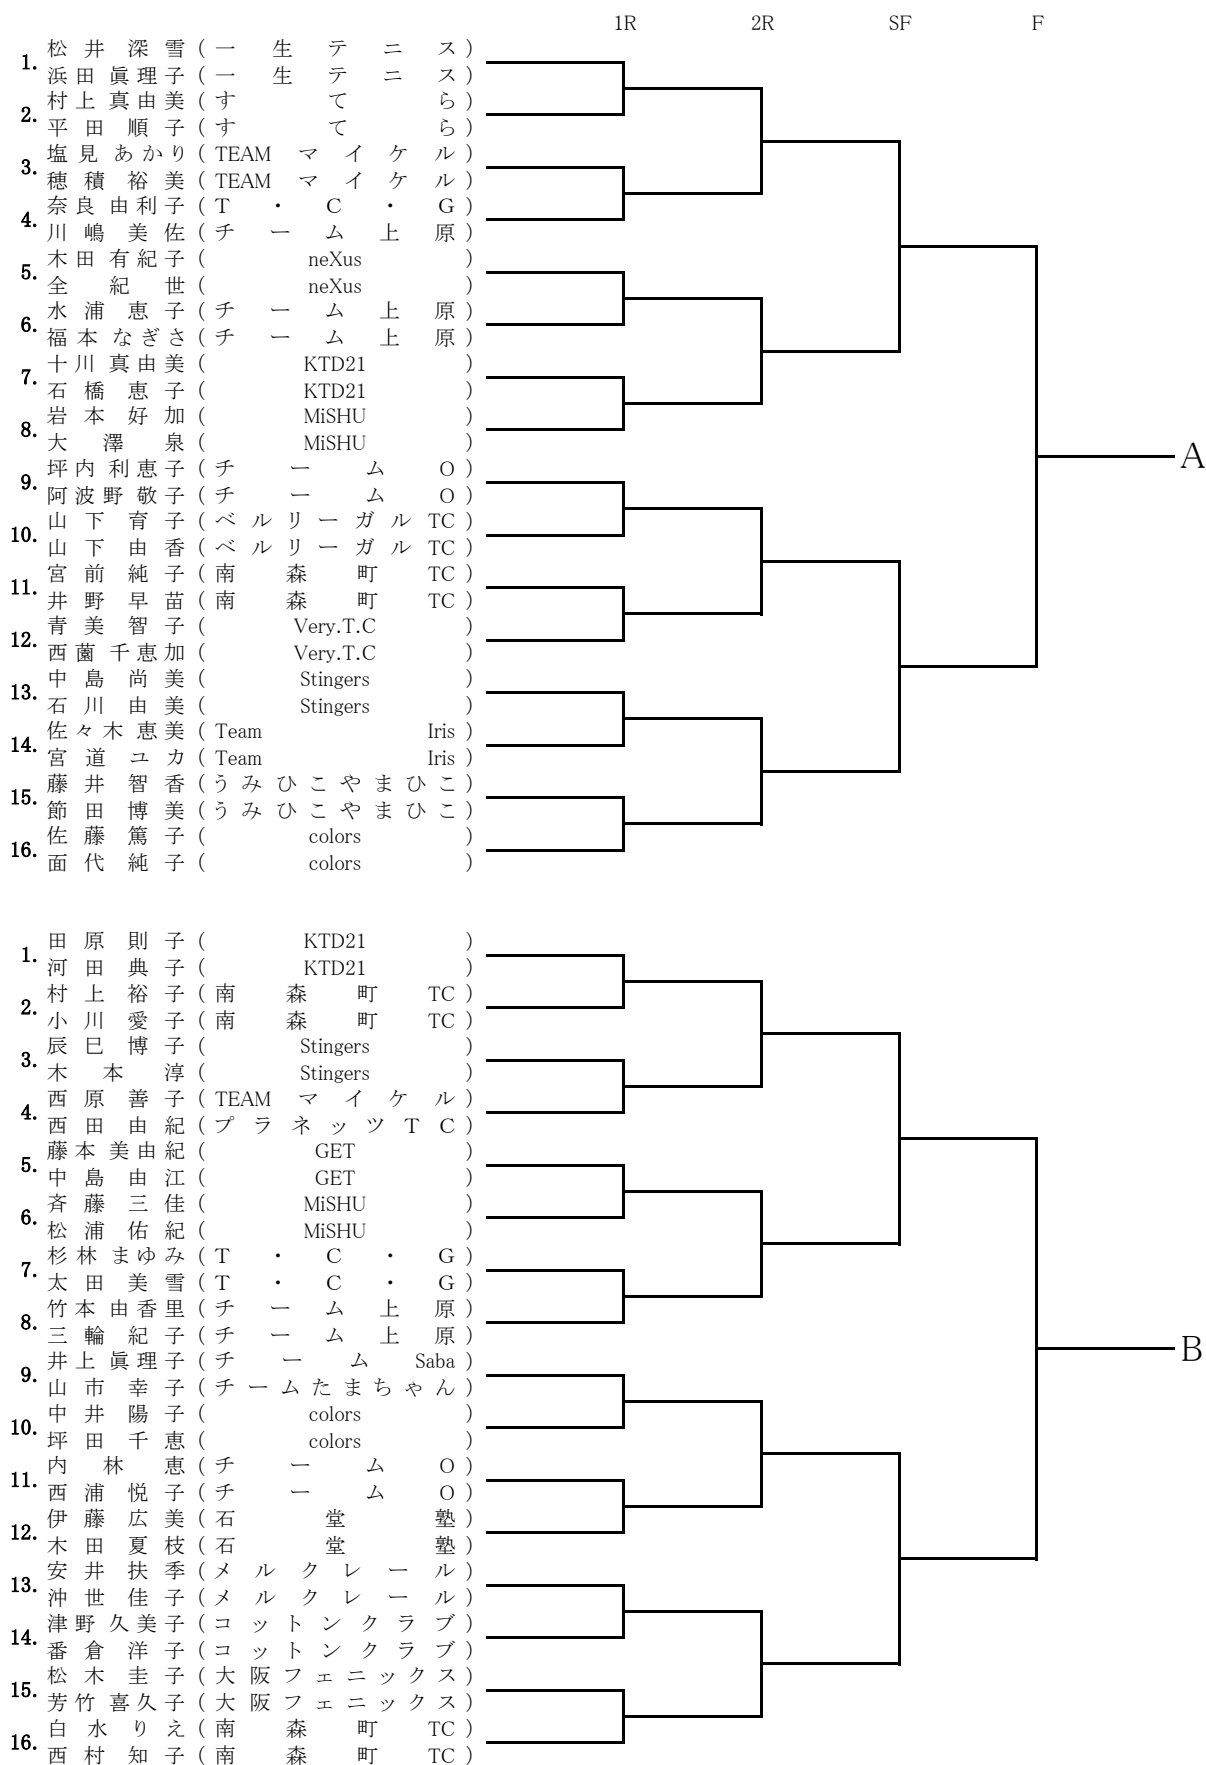 1R 2R SF F
1. 松井深雪(一生テニス)
浜田眞理子(一生テニス)
2. 村上真由美(すてら)
平田順子(すてら)
3. 塩見あかり(TEAMマイケル)
穂積裕美(TEAMマイケル)
4. 奈良由利子(T・C・G)
川嶋美佐(チーム上原)
5. 木田有紀子(neXus)
全紀世(neXus)
6. 水浦恵子(チーム上原)
福本なぎさ(チーム上原)
7. 十川真由美(KTD21)
石橋恵子(KTD21)
8. 岩本好加(MiSHU)
大澤泉(MiSHU)
A
9. 坪内利恵子(チームO)
阿波野敬子(チームO)
10. 山下育子(ベルリーガルTC)
山下由香(ベルリーガルTC)
11. 宮前純子(南森町TC)
井野早苗(南森町TC)
12. 青美智子(Very.T.C)
西薗千恵加(Very.T.C)
13. 中島尚美(Stingers)
石川由美(Stingers)
14. 佐々木恵美(Team Iris)
宮道ユカ(Team Iris)
15. 藤井智香(うみひこやまひこ)
節田博美(うみひこやまひこ)
16. 佐藤篤子(colors)
面代純子(colors)
1. 田原則子(KTD21)
河田典子(KTD21)
2. 村上裕子(南森町TC)
小川愛子(南森町TC)
3. 辰巳博子(Stingers)
木本淳(Stingers)
4. 西原善子(TEAMマイケル)
西田由紀(プラネッツTC)
5. 藤本美由紀(GET)
中島由江(GET)
6. 斉藤三佳(MiSHU)
松浦佑紀(MiSHU)
7. 杉林まゆみ(T・C・G)
太田美雪(T・C・G)
8. 竹本由香里(チーム上原)
三輪紀子(チーム上原)
B
9. 井上眞理子(チームSaba)
山市幸子(チームたまちゃん)
10. 中井陽子(colors)
坪田千恵(colors)
11. 内林恵(チームO)
西浦悦子(チームO)
12. 伊藤広美(石堂塾)
木田夏枝(石堂塾)
13. 安井扶季(メルクレール)
沖世佳子(メルクレール)
14. 津野久美子(コットンクラブ)
番倉洋子(コットンクラブ)
15. 松木圭子(大阪フェニックス)
芳竹喜久子(大阪フェニックス)
16. 白水りえ(南森町TC)
西村知子(南森町TC)